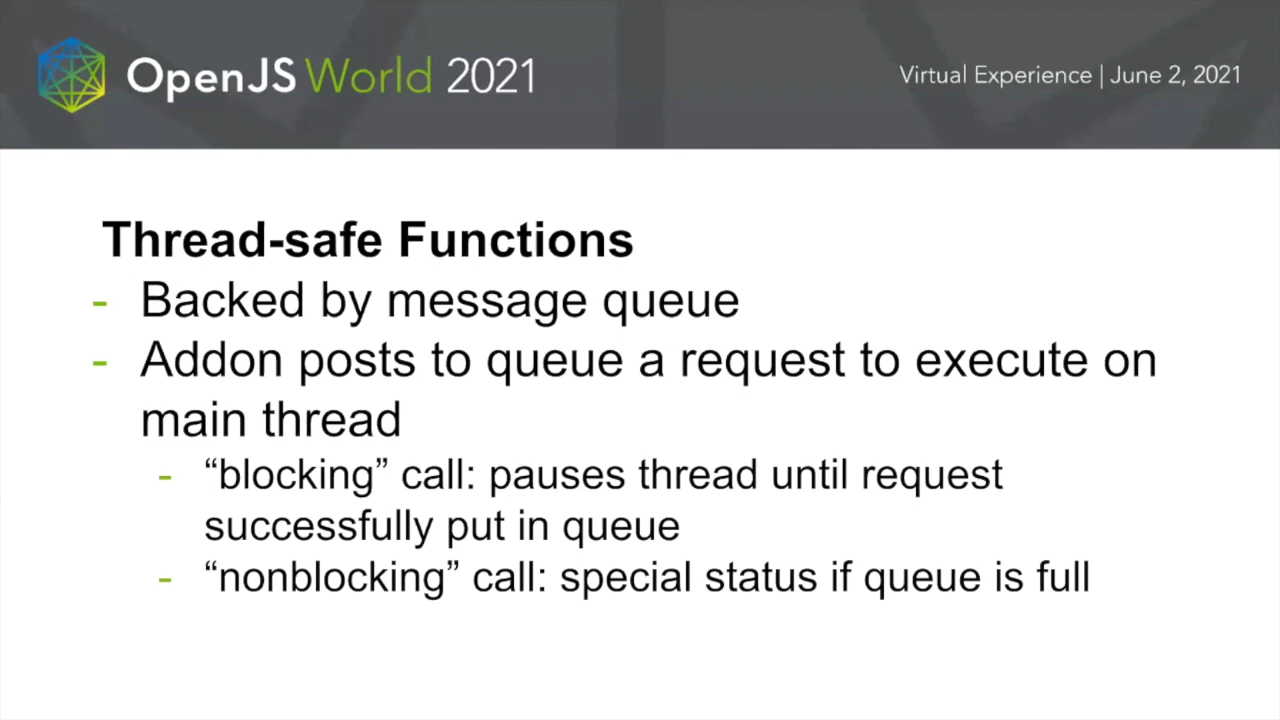 OpenJS World 2021
Virtual Experience | June 2, 2021
Thread-safe Functions
- Backed by message queue
- Addon posts to queue a request to execute on
main thread
- “blocking” call: pauses thread until request
successfully put in queue
- “nonblocking” call: special status if queue is full